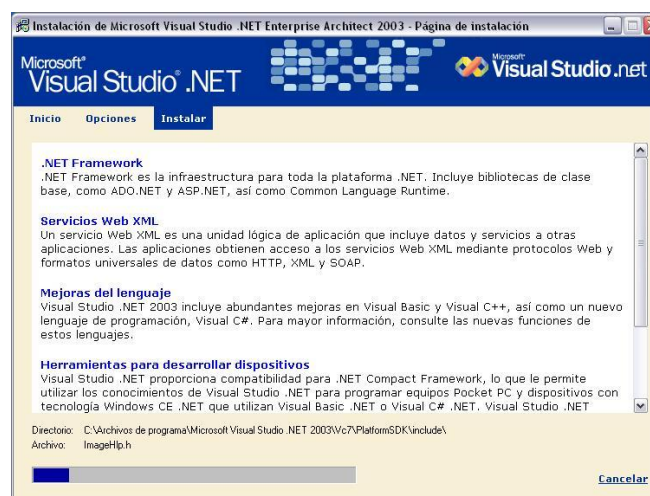 Instalación de Microsoft Visual Studio .NET Enterprise Architect 2003 - Página de instalación
Microsoft®
Visual Studio® .NET
Microsoft®
Visual Studio .net
Inicio Opciones Instalar
.NET Framework
.NET Framework es la infraestructura para toda la plataforma .NET. Incluye bibliotecas de clase
base, como ADO.NET y ASP.NET, así como Common Language Runtime.
Servicios Web XML
Un servicio Web XML es una unidad lógica de aplicación que incluye datos y servicios a otras
aplicaciones. Las aplicaciones obtienen acceso a los servicios Web XML mediante protocolos Web y
formatos universales de datos como HTTP, XML y SOAP.
Mejoras del lenguaje
Visual Studio .NET 2003 incluye abundantes mejoras en Visual Basic y Visual C++, así como un nuevo
lenguaje de programación, Visual C#. Para mayor información, consulte las nuevas funciones de
estos lenguajes.
Herramientas para desarrollar dispositivos
Visual Studio .NET proporciona compatibilidad para .NET Compact Framework, lo que le permite
utilizar los conocimientos de Visual Studio .NET para programar equipos Pocket PC y dispositivos con
tecnología Windows CE .NET que utilizan Visual Basic .NET o Visual C# .NET. Visual Studio .NET
Directorio: C:\Archivos de programa\Microsoft Visual Studio .NET 2003\Vc7\PlatformSDK\include\
Archivo: ImageHlp.h
Cancelar